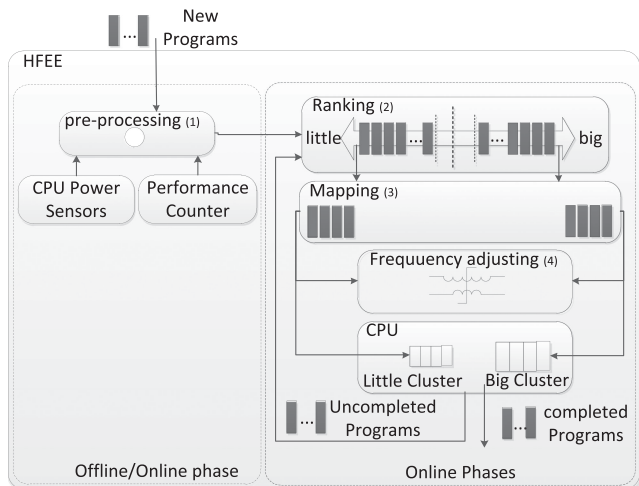 New
Programs
...
HFEE
pre-processing (1)
CPU Power
Sensors
Performance
Counter
Offline/Online phase
Ranking (2)
little
...
...
big
Mapping (3)
Frequuency adjusting (4)
CPU
Little Cluster
Big Cluster
...
Uncompleted
Programs
...
completed
Programs
Online Phases